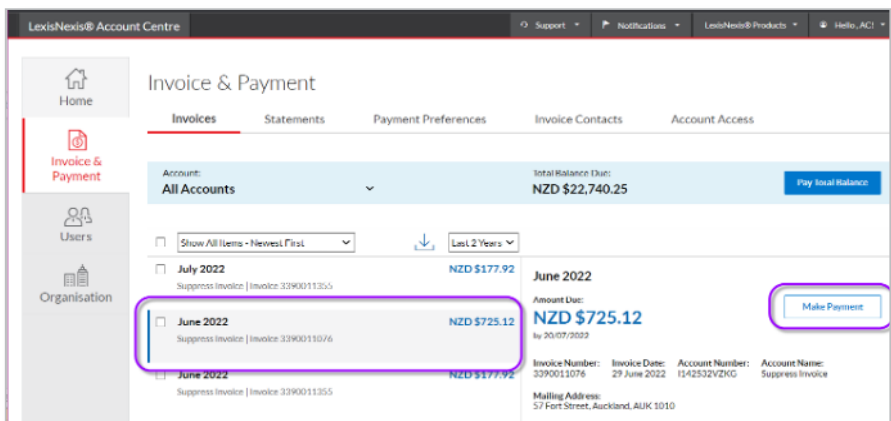 LexisNexis® Account Centre
Support
Notifications
LexisNexis® Products
Hello, AC!
Home
Invoice &
Payment
Users
Organisation
Invoice & Payment
Invoices Statements Payment Preferences Invoice Contacts Account Access
Account:
All Accounts
Total Balance Due:
NZD $22,740.25
Pay Total Balance
Show All Items - Newest First
Last 2 Years
July 2022 NZD $177.92
Suppress Invoice | Invoice 3390011355
June 2022 NZD $725.12
Suppress Invoice | Invoice 3390011076
June 2022 NZD $177.92
Suppress Invoice | Invoice 3390011355
June 2022
Amount Due:
NZD $725.12
by 20/07/2022
Make Payment
Invoice Number: Invoice Date: Account Number: Account Name:
3390011076 29 June 2022 I142532VZKG Suppress Invoice
Mailing Address:
57 Fort Street, Auckland, AUK 1010